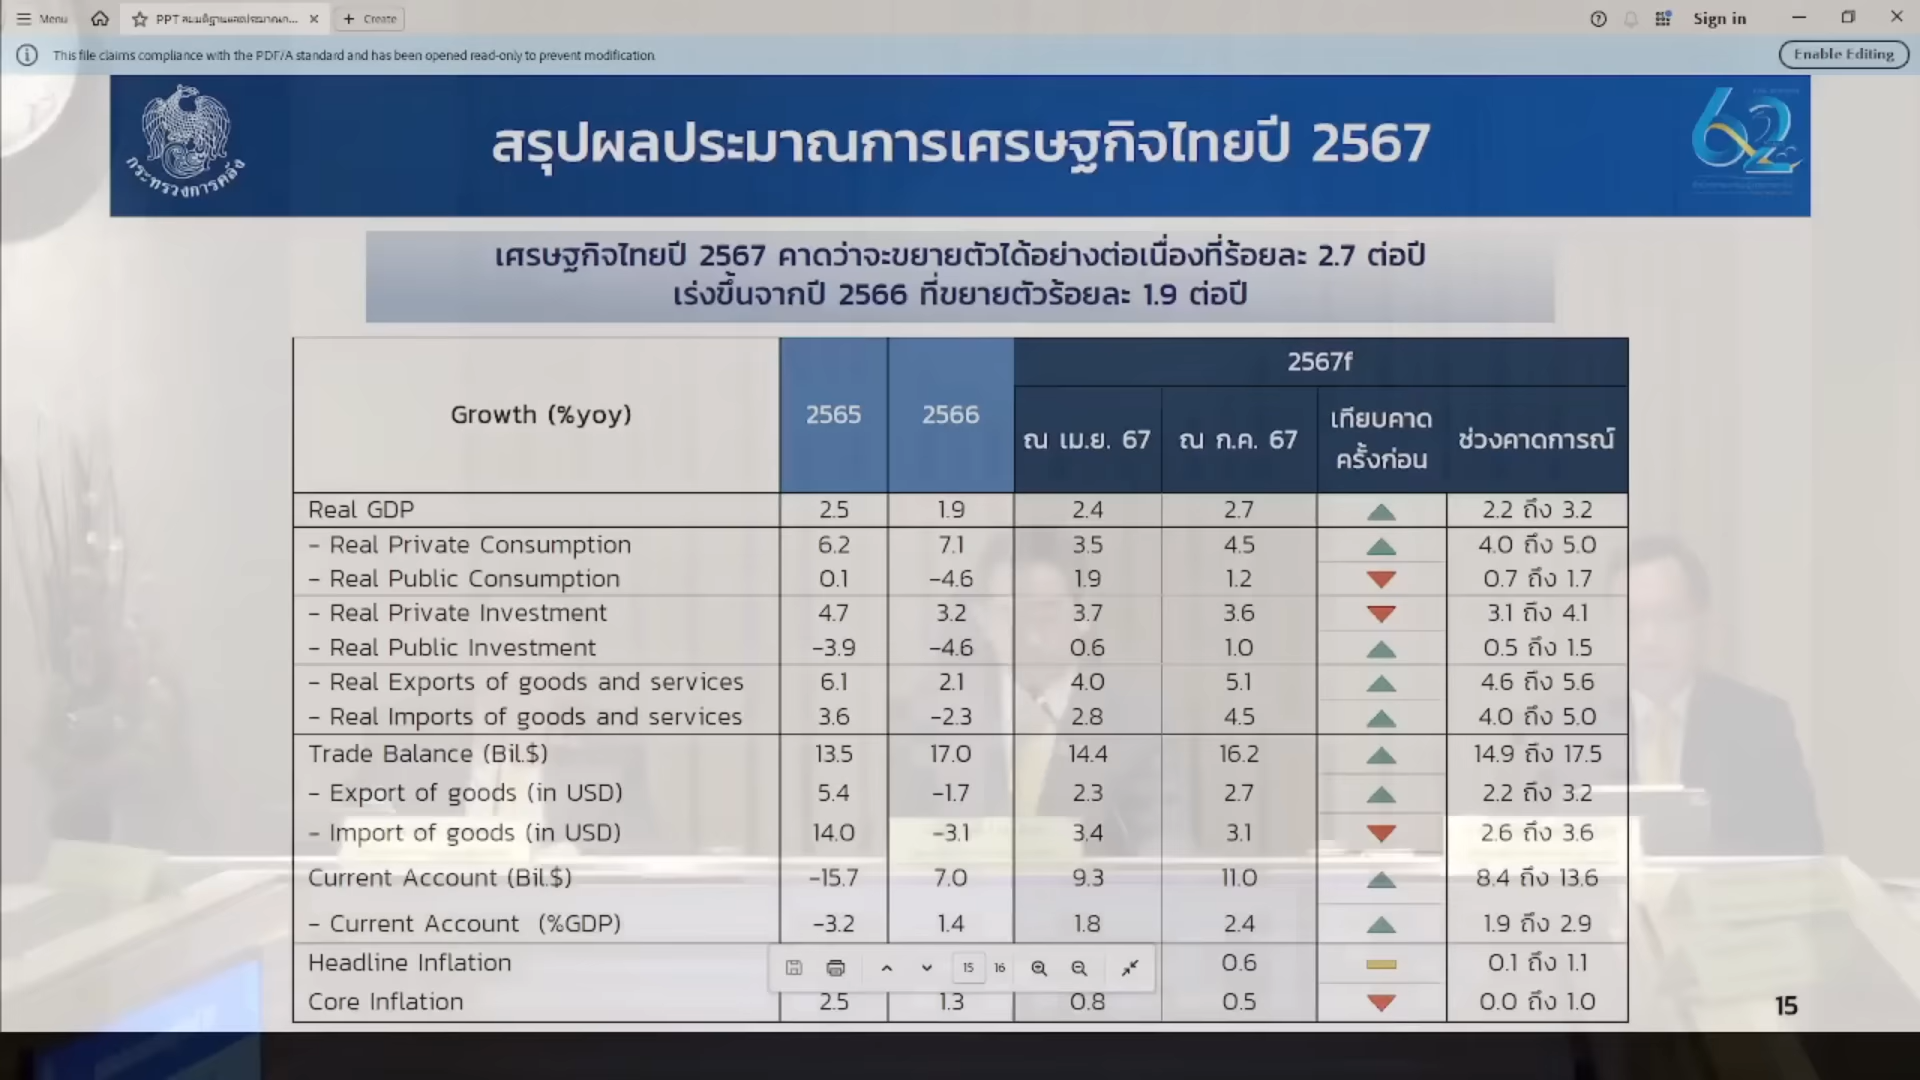 Menu
PPT สมมติฐานและประมาณก...
Create
Sign in
This file claims compliance with the PDF/A standard and has been opened read-only to prevent modification.
Enable Editing
กระทรวงการคลัง
62
สรุปผลประมาณการเศรษฐกิจไทยปี 2567
เศรษฐกิจไทยปี 2567 คาดว่าจะขยายตัวได้อย่างต่อเนื่องที่ร้อยละ 2.7 ต่อปี
เร่งขึ้นจากปี 2566 ที่ขยายตัวร้อยละ 1.9 ต่อปี
Growth (%yoy) 2565 2566 2567f
ณ เม.ย. 67 ณ ก.ค. 67 เทียบคาดครั้งก่อน ช่วงคาดการณ์
Real GDP 2.5 1.9 2.4 2.7 ▲ 2.2 ถึง 3.2
- Real Private Consumption 6.2 7.1 3.5 4.5 ▲ 4.0 ถึง 5.0
- Real Public Consumption 0.1 -4.6 1.9 1.2 ▼ 0.7 ถึง 1.7
- Real Private Investment 4.7 3.2 3.7 3.6 ▼ 3.1 ถึง 4.1
- Real Public Investment -3.9 -4.6 0.6 1.0 ▲ 0.5 ถึง 1.5
- Real Exports of goods and services 6.1 2.1 4.0 5.1 ▲ 4.6 ถึง 5.6
- Real Imports of goods and services 3.6 -2.3 2.8 4.5 ▲ 4.0 ถึง 5.0
Trade Balance (Bil.$) 13.5 17.0 14.4 16.2 ▲ 14.9 ถึง 17.5
- Export of goods (in USD) 5.4 -1.7 2.3 2.7 ▲ 2.2 ถึง 3.2
- Import of goods (in USD) 14.0 -3.1 3.4 3.1 ▼ 2.6 ถึง 3.6
Current Account (Bil.$) -15.7 7.0 9.3 11.0 ▲ 8.4 ถึง 13.6
- Current Account (%GDP) -3.2 1.4 1.8 2.4 ▲ 1.9 ถึง 2.9
Headline Inflation 0.6 0.1 ถึง 1.1
15 16
Core Inflation 2.5 1.3 0.8 0.5 ▼ 0.0 ถึง 1.0
15